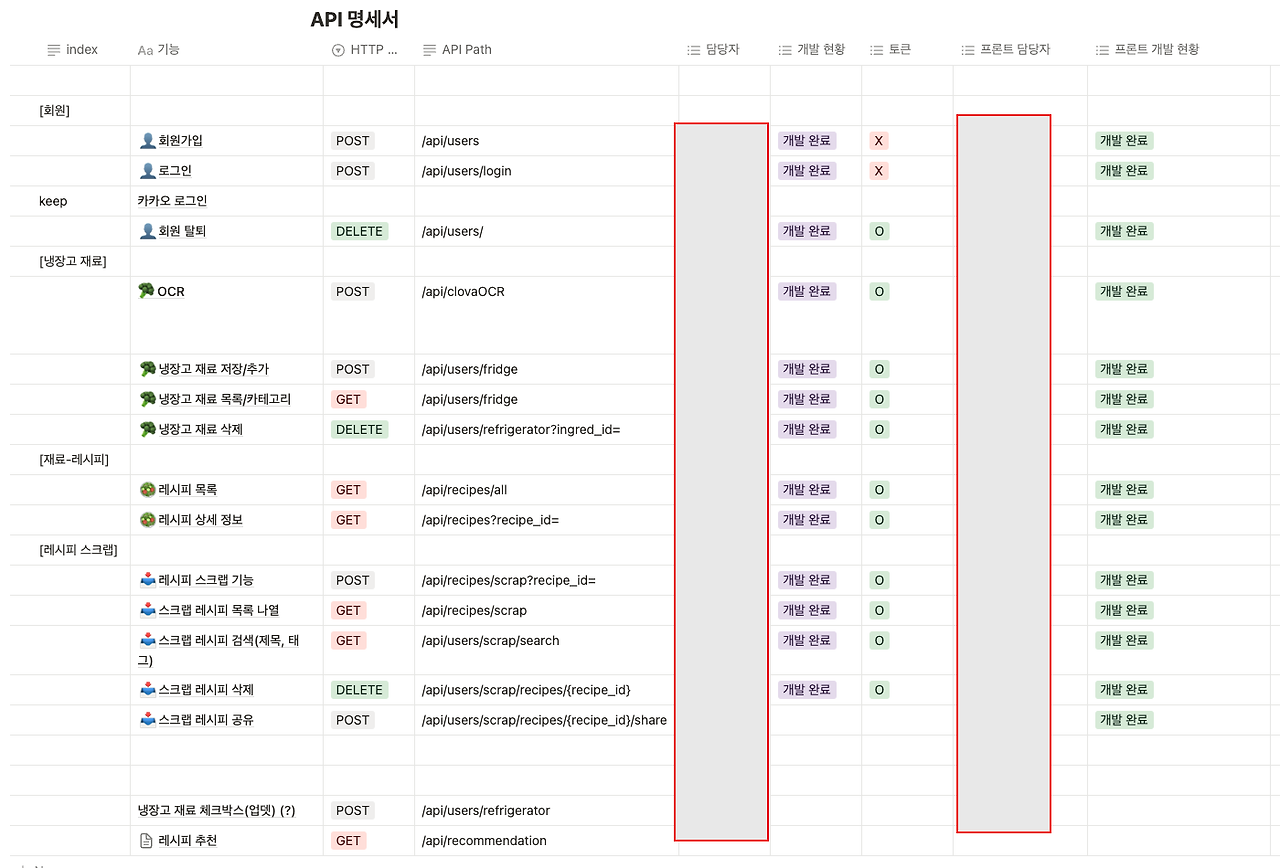 API 명세서
index Aa 기능 HTTP ... API Path 담당자 개발 현황 토큰 프론트 담당자 프론트 개발 현황
[회원]
회원가입 POST /api/users 개발 완료 X 개발 완료
로그인 POST /api/users/login 개발 완료 X 개발 완료
keep 카카오 로그인
회원 탈퇴 DELETE /api/users/ 개발 완료 O 개발 완료
[냉장고 재료]
OCR POST /api/clovaOCR 개발 완료 O 개발 완료
냉장고 재료 저장/추가 POST /api/users/fridge 개발 완료 O 개발 완료
냉장고 재료 목록/카테고리 GET /api/users/fridge 개발 완료 O 개발 완료
냉장고 재료 삭제 DELETE /api/users/refrigerator?ingred_id= 개발 완료 O 개발 완료
[재료-레시피]
레시피 목록 GET /api/recipes/all 개발 완료 O 개발 완료
레시피 상세 정보 GET /api/recipes?recipe_id= 개발 완료 O 개발 완료
[레시피 스크랩]
레시피 스크랩 기능 POST /api/recipes/scrap?recipe_id= 개발 완료 O 개발 완료
스크랩 레시피 목록 나열 GET /api/recipes/scrap 개발 완료 O 개발 완료
스크랩 레시피 검색(제목, 태 GET /api/users/scrap/search 개발 완료 O 개발 완료
그)
스크랩 레시피 삭제 DELETE /api/users/scrap/recipes/{recipe_id} 개발 완료 O 개발 완료
스크랩 레시피 공유 POST /api/users/scrap/recipes/{recipe_id}/share 개발 완료
냉장고 재료 체크박스(업뎃) (?) POST /api/users/refrigerator
레시피 추천 GET /api/recommendation